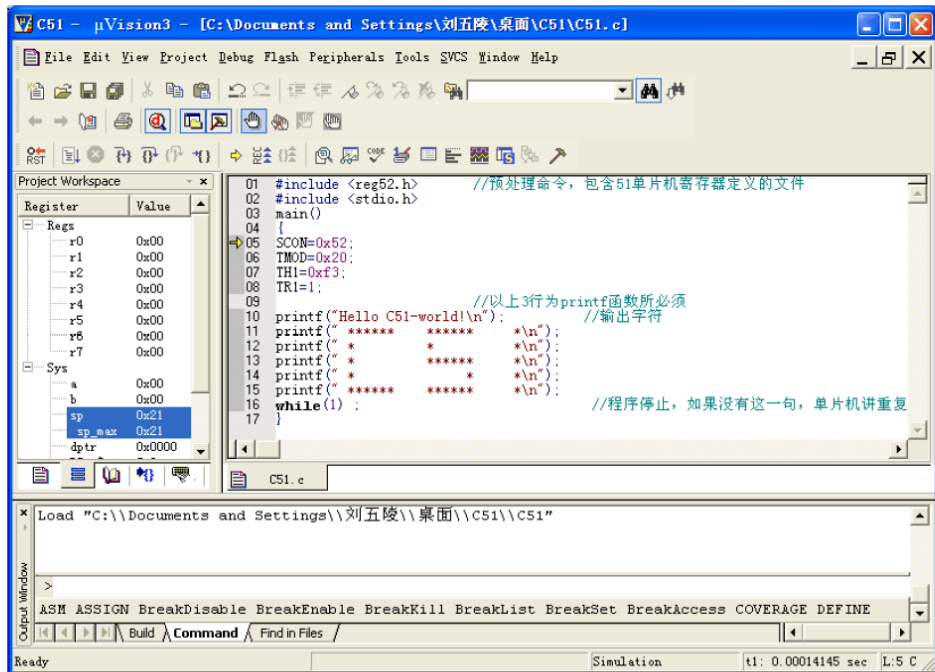 C51 - μVision3 - [C:\Documents and Settings\刘五陵\桌面\C51\C51.c]
File Edit View Project Debug Flash Peripherals Tools SVCS Window Help
RST
CODE
Project Workspace
Register Value
Regs
r0 0x00
r1 0x00
r2 0x00
r3 0x00
r4 0x00
r5 0x00
r6 0x00
r7 0x00
Sys
a 0x00
b 0x00
sp 0x21
sp_max 0x21
dptr 0x0000
01 #include <reg52.h> //预处理命令，包含51单片机寄存器定义的文件
02 #include <stdio.h>
03 main()
04 {
05 SCON=0x52;
06 TMOD=0x20;
07 TH1=0xf3;
08 TR1=1;
09 //以上3行为printf函数所必须
10 printf("Hello C51-world!\n"); //输出字符
11 printf(" ****** ****** *\n");
12 printf(" * * *\n");
13 printf(" * ****** *\n");
14 printf(" * * *\n");
15 printf(" ****** ****** *\n");
16 while(1) ; //程序停止，如果没有这一句，单片机讲重复
17 }
C51.c
Load "C:\\Documents and Settings\\刘五陵\\桌面\\C51\\C51"
>
ASM ASSIGN BreakDisable BreakEnable BreakKill BreakList BreakSet BreakAccess COVERAGE DEFINE
Output Window
Build Command Find in Files
Ready Simulation t1: 0.00014145 sec L:5 C